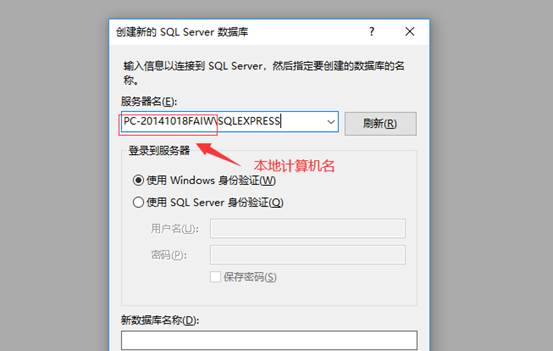 创建新的 SQL Server 数据库
输入信息以连接到 SQL Server，然后指定要创建的数据库的名
称。
服务器名(E):
PC-20141018FAIW\SQLEXPRESS
刷新(R)
登录到服务器
本地计算机名
使用 Windows 身份验证(W)
使用 SQL Server 身份验证(Q)
用户名(U):
密码(P):
保存密码(S)
新数据库名称(D):